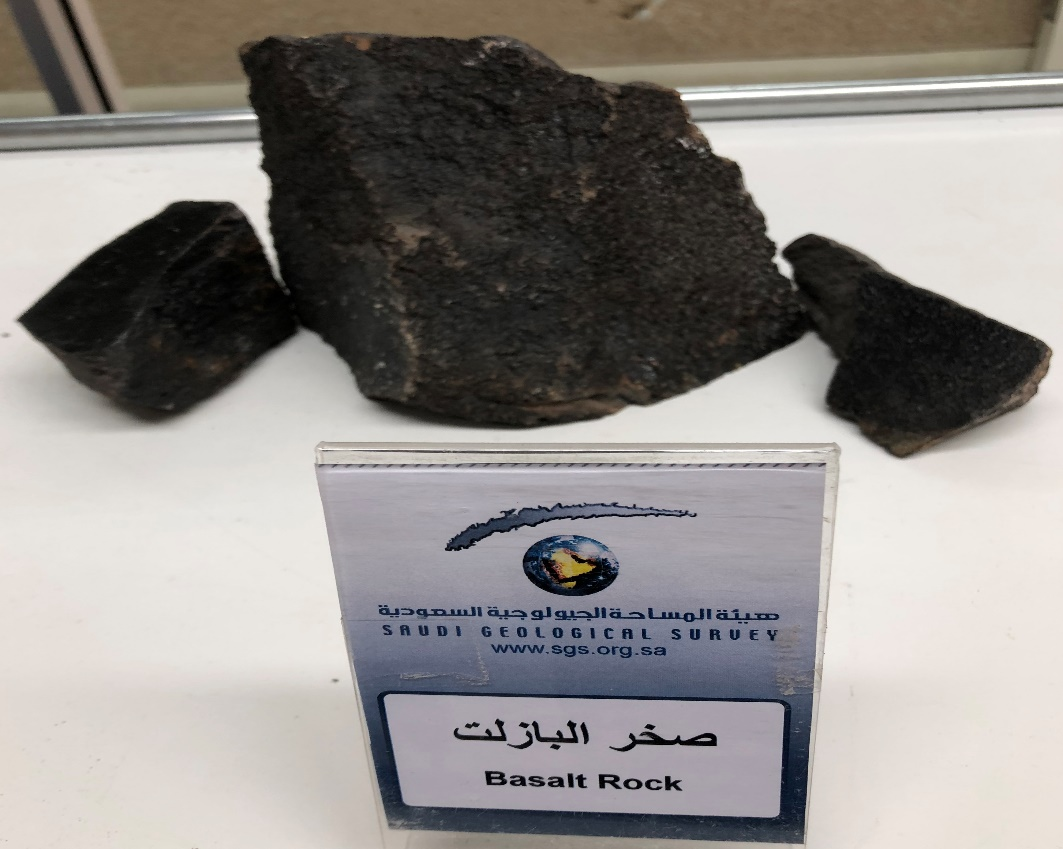 هيئة المساحة الجيولوجية السعودية
SAUDI GEOLOGICAL SURVEY
www.sgs.org.sa
صخر البازلت
Basalt Rock